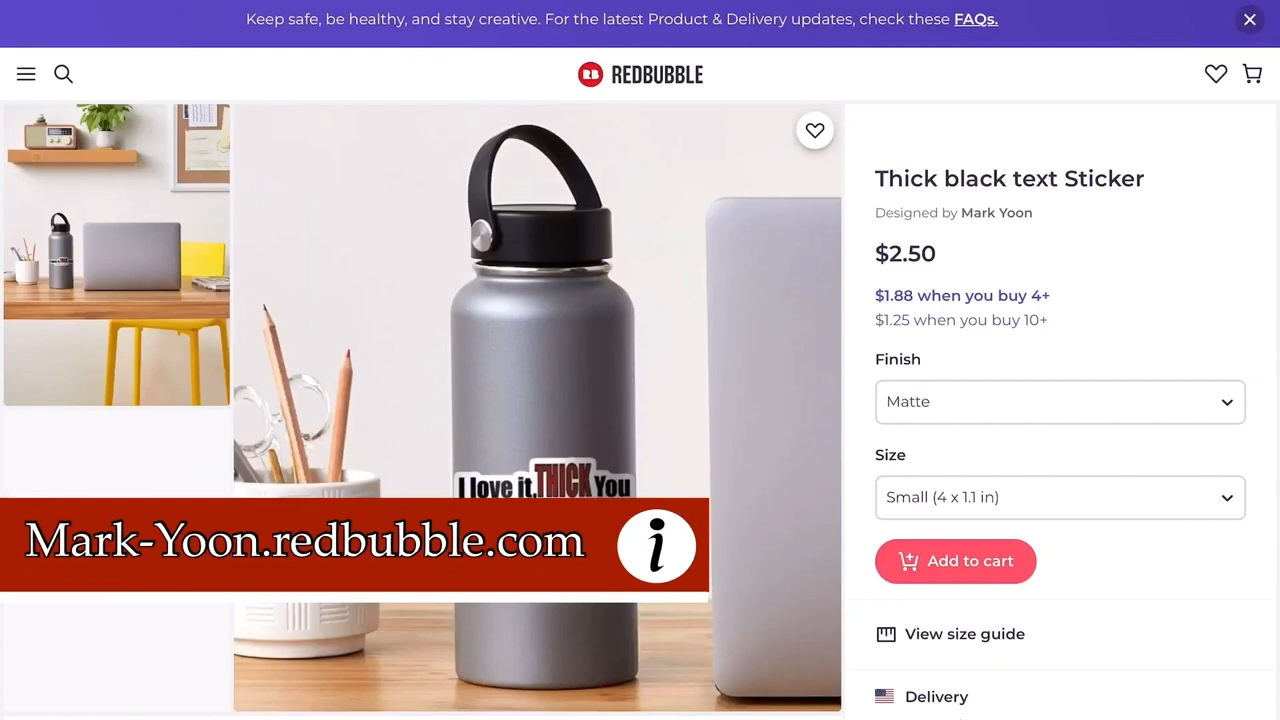 Keep safe, be healthy, and stay creative. For the latest Product & Delivery updates, check these FAQs.
RB REDBUBBLE
Thick black text Sticker
Designed by Mark Yoon
$2.50
$1.88 when you buy 4+
$1.25 when you buy 10+
Finish
Matte
Size
Small (4 x 1.1 in)
Add to cart
View size guide
Delivery
I love it, THICK You
Mark-Yoon.redbubble.com
i